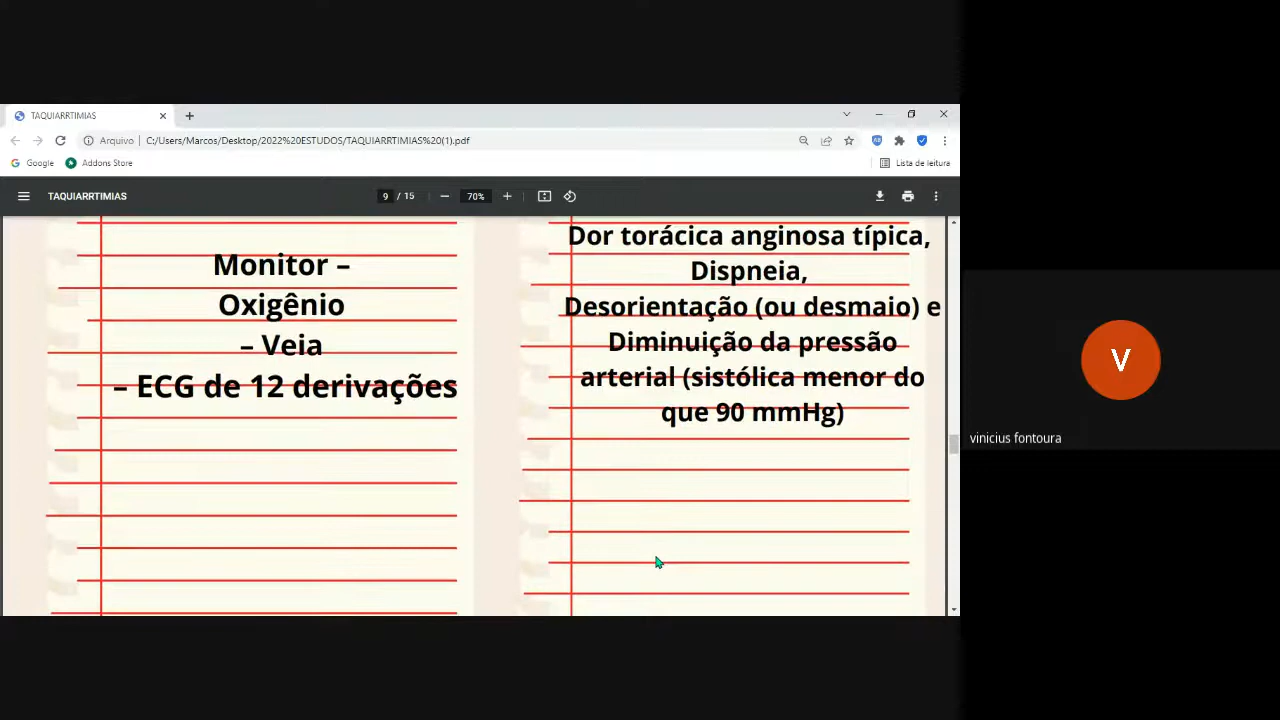 TAQUIARRTIMIAS
Arquivo
C:/Users/Marcos/Desktop/2022%20ESTUDOS/TAQUIARRTIMIAS%20(1).pdf
Google
Addons Store
Lista de leitura
TAQUIARRTIMIAS
9 / 15
70%
Monitor –
Oxigênio
– Veia
– ECG de 12 derivações
Dor torácica anginosa típica,
Dispneia,
Desorientação (ou desmaio) e
Diminuição da pressão
arterial (sistólica menor do
que 90 mmHg)
V
vinicius fontoura